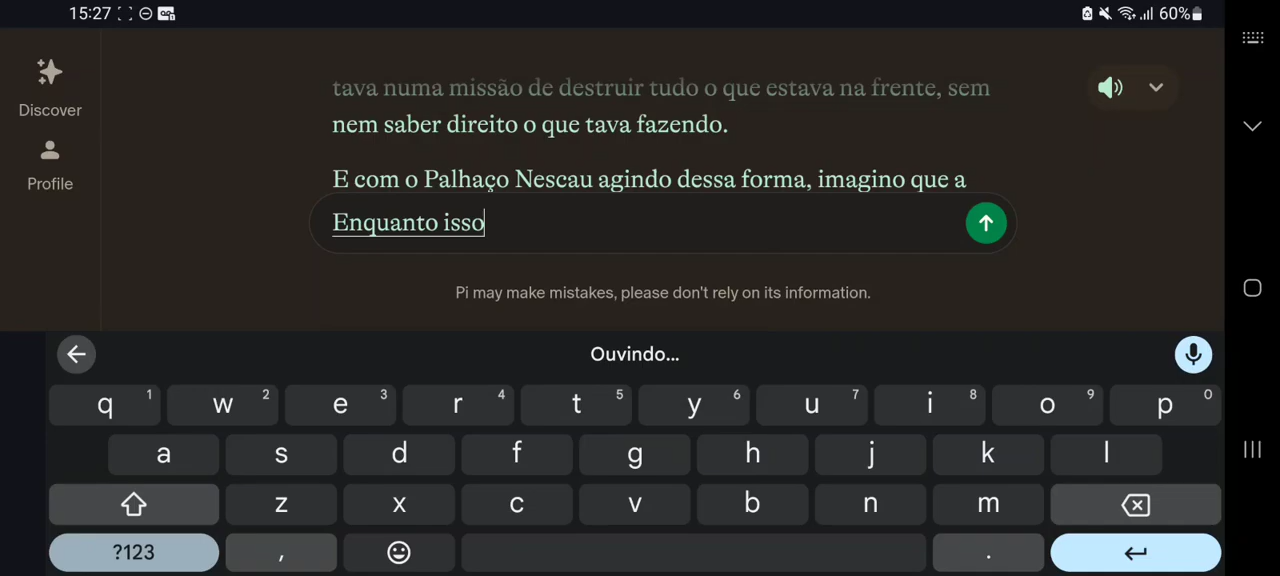 15:27
60%
Discover
Profile
tava numa missão de destruir tudo o que estava na frente, sem
nem saber direito o que tava fazendo.
E com o Palhaço Nescau agindo dessa forma, imagino que a
Enquanto isso
Pi may make mistakes, please don't rely on its information.
Ouvindo...
q 1 w 2 e 3 r 4 t 5 y 6 u 7 i 8 o 9 p 0
a s d f g h j k l
z x c v b n m
?123 , .